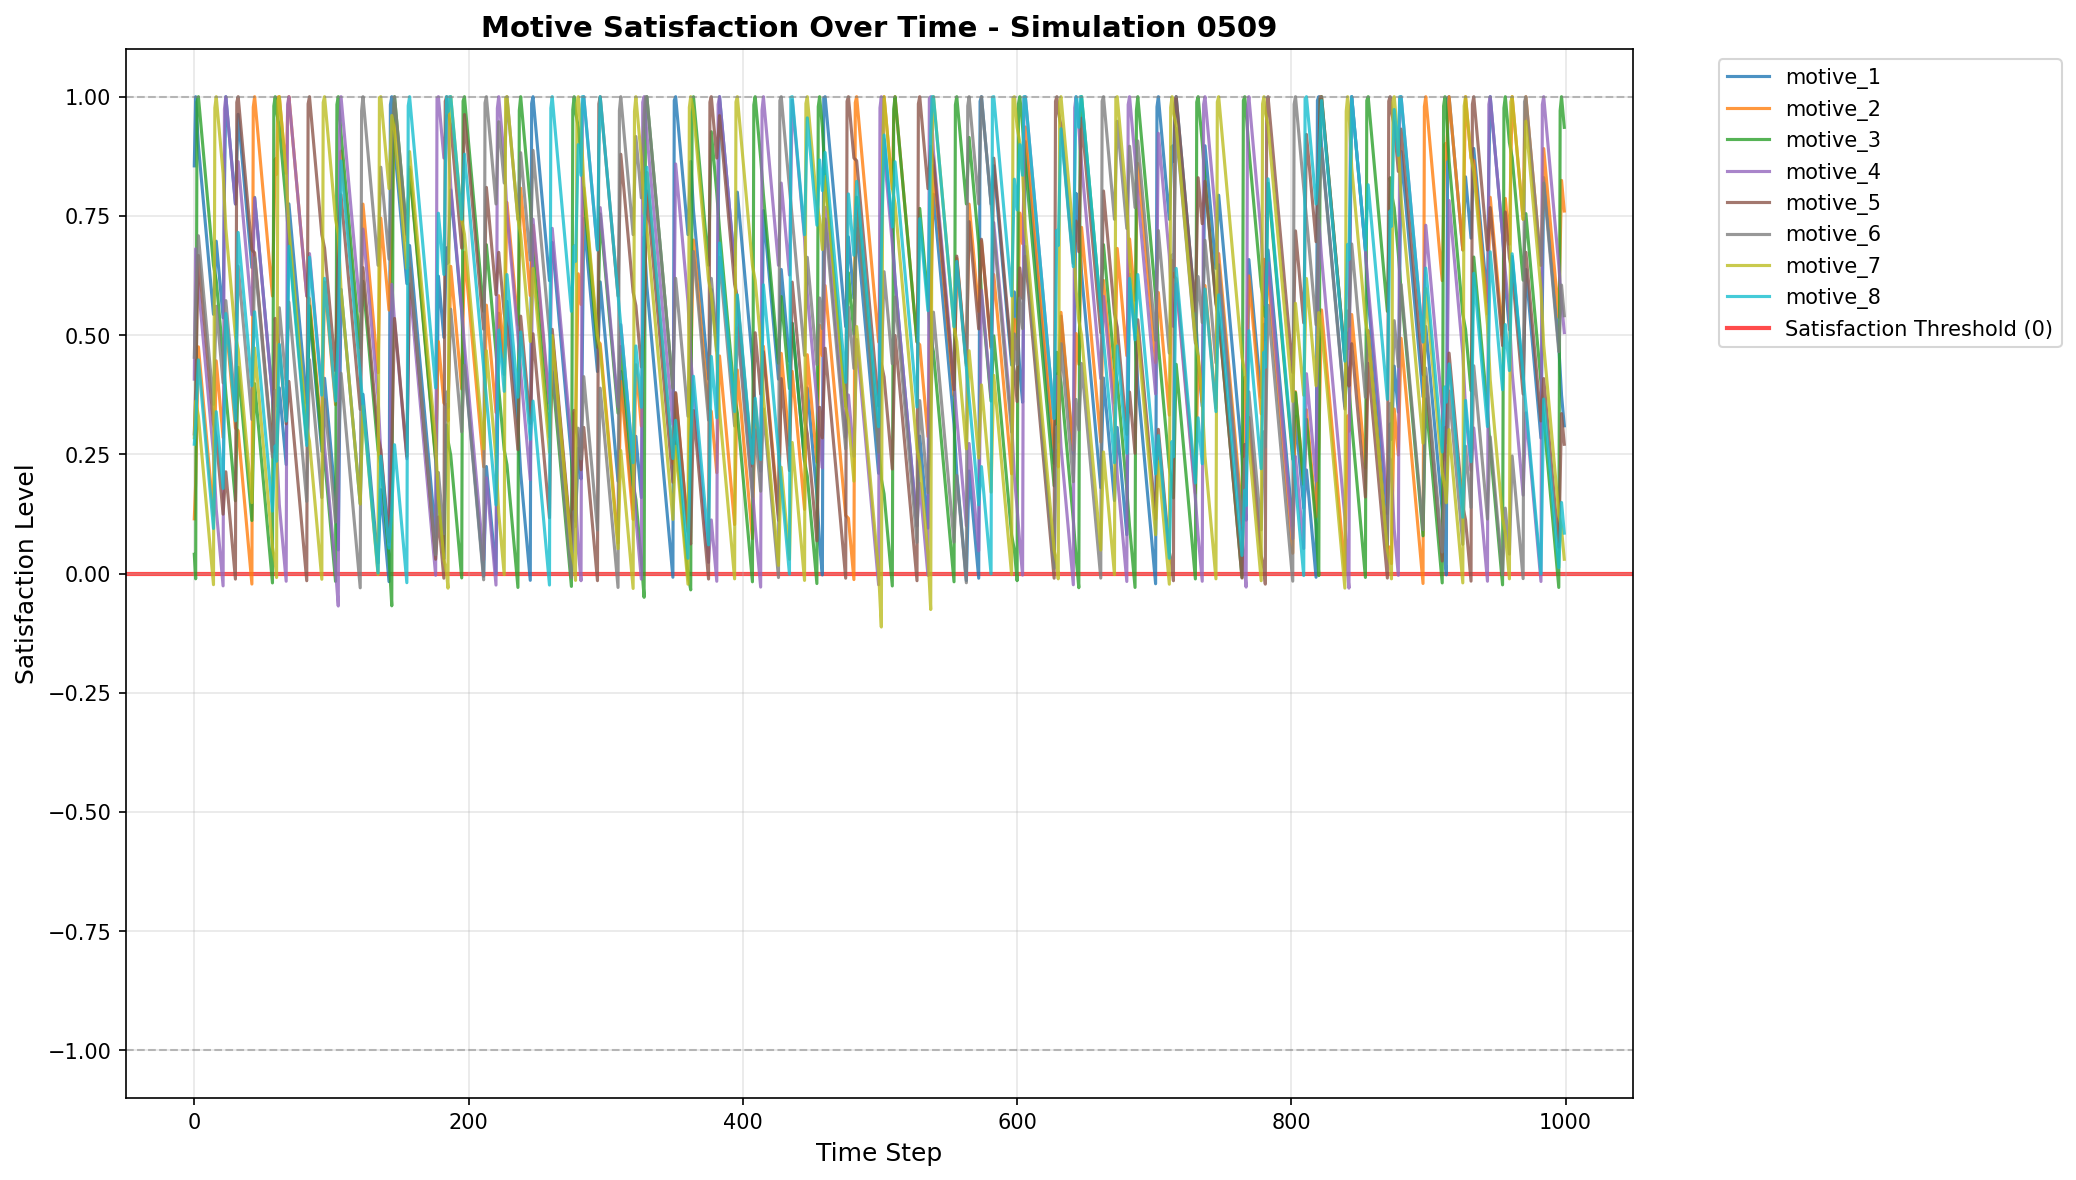 Motive Satisfaction Over Time - Simulation 0509
1.00
0.75
0.50
0.25
0.00
−0.25
−0.50
−0.75
−1.00
Satisfaction Level
0
200
400
600
800
1000
Time Step
motive_1
motive_2
motive_3
motive_4
motive_5
motive_6
motive_7
motive_8
Satisfaction Threshold (0)